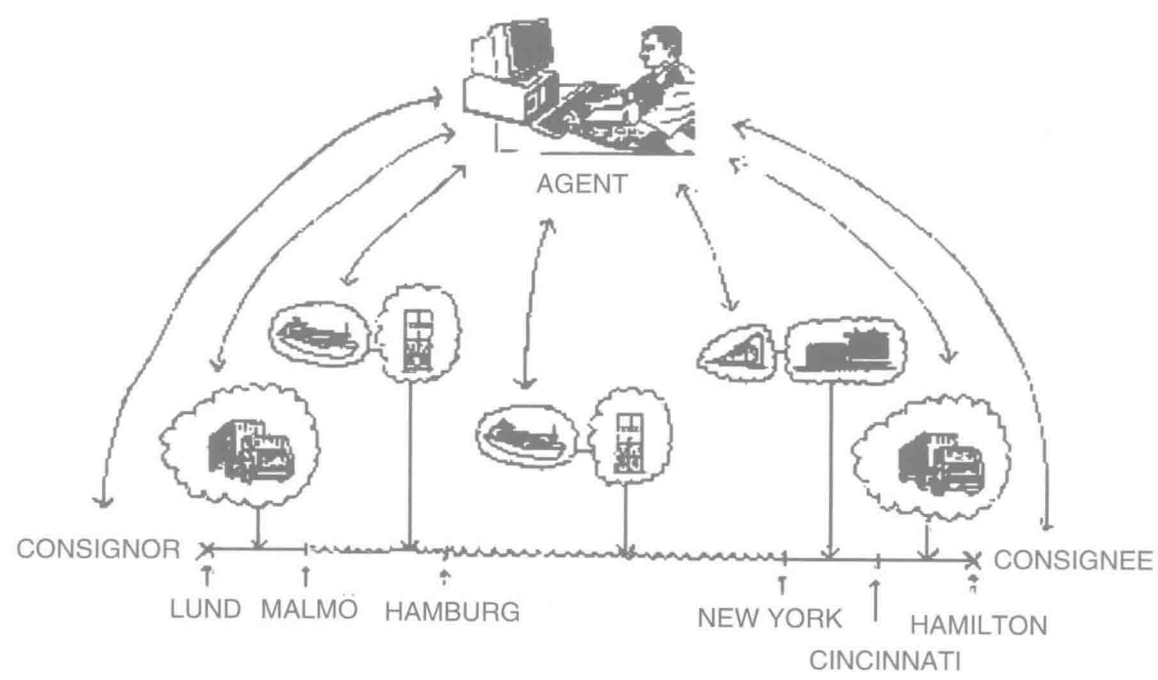 AGENT
CONSIGNOR
CONSIGNEE
LUND
MALMÖ
HAMBURG
NEW YORK
HAMILTON
CINCINNATI